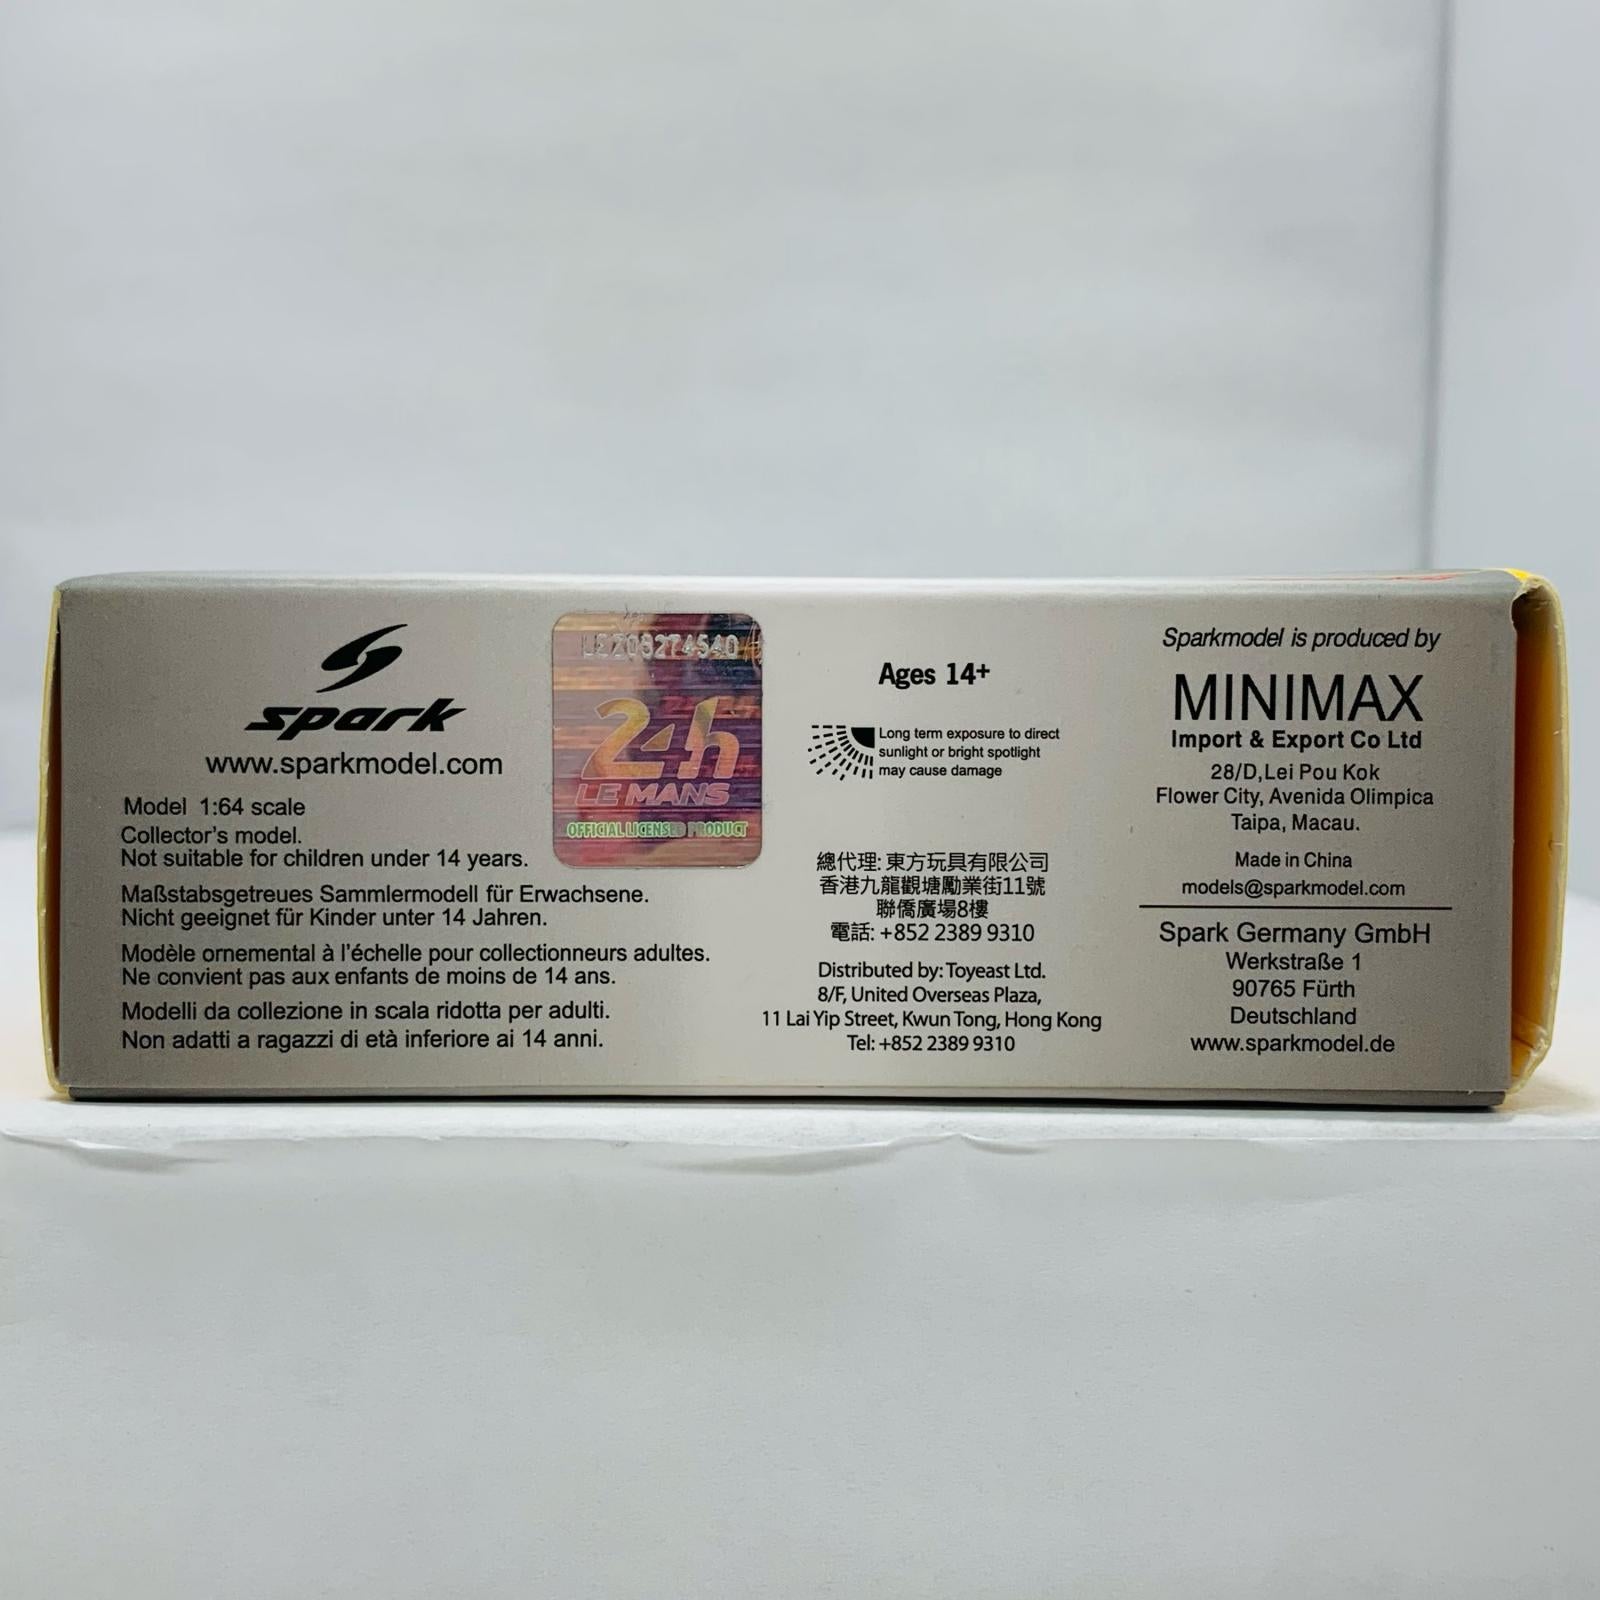 spark
www.sparkmodel.com
Model 1:64 scale
Collector's model.
Not suitable for children under 14 years.
Maßstabsgetreues Sammlermodell für Erwachsene.
Nicht geeignet für Kinder unter 14 Jahren.
Modèle ornemental à l'échelle pour collectionneurs adultes.
Ne convient pas aux enfants de moins de 14 ans.
Modelli da collezione in scala ridotta per adulti.
Non adatti a ragazzi di età inferiore ai 14 anni.
LEZ08274540
24h
LE MANS
OFFICIAL LICENSED PRODUCT
Ages 14+
Long term exposure to direct
sunlight or bright spotlight
may cause damage
總代理: 東方玩具有限公司
香港九龍觀塘勵業街11號
聯僑廣場8樓
電話: +852 2389 9310
Distributed by: Toyeast Ltd.
8/F, United Overseas Plaza,
11 Lai Yip Street, Kwun Tong, Hong Kong
Tel: +852 2389 9310
Sparkmodel is produced by
MINIMAX
Import & Export Co Ltd
28/D,Lei Pou Kok
Flower City, Avenida Olimpica
Taipa, Macau.
Made in China
models@sparkmodel.com
Spark Germany GmbH
Werkstraße 1
90765 Fürth
Deutschland
www.sparkmodel.de